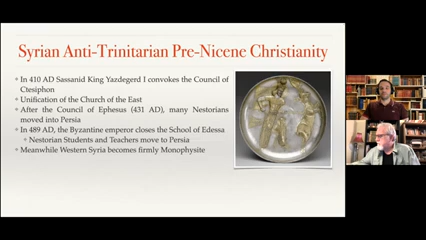 Syrian Anti-Trinitarian Pre-Nicene Christianity
In 410 AD Sassanid King Yazdegerd I convokes the Council of
Ctesiphon
Unification of the Church of the East
After the Council of Ephesus (431 AD), many Nestorians
moved into Persia
In 489 AD, the Byzantine emperor closes the School of Edessa
Nestorian Students and Teachers move to Persia
Meanwhile Western Syria becomes firmly Monophysite